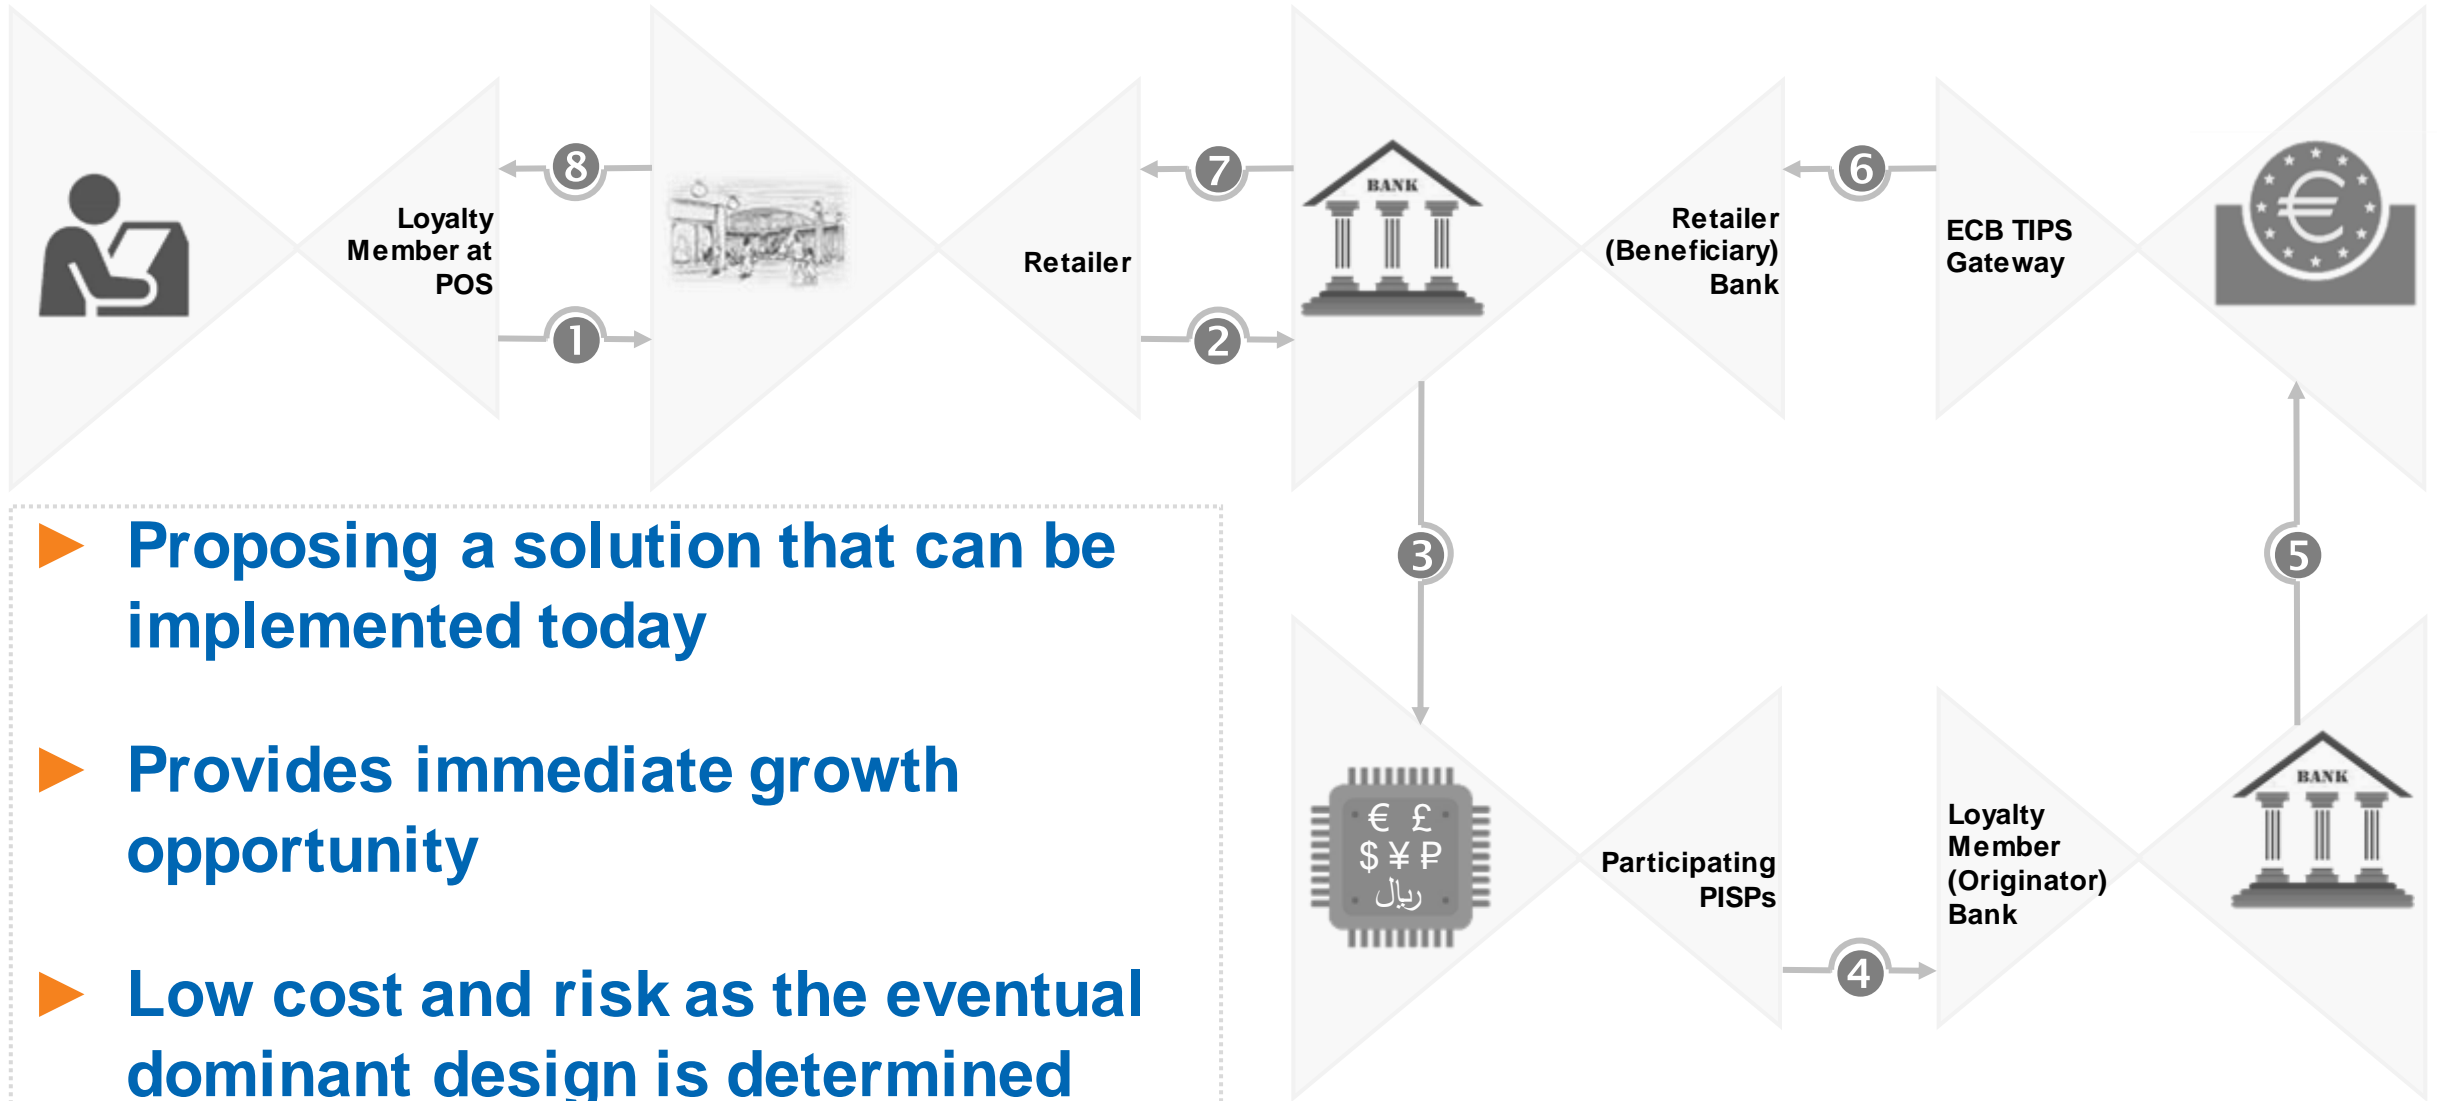 8
7
6
BANK
Loyalty
Member at
POS
Retailer
Retailer
(Beneficiary)
Bank
ECB TIPS
Gateway
€
1
2
3
5
► Proposing a solution that can be
implemented today
► Provides immediate growth
opportunity
► Low cost and risk as the eventual
dominant design is determined
€ £
$ ¥ ₽
ریال
Participating
PISPs
4
Loyalty
Member
(Originator)
Bank
BANK